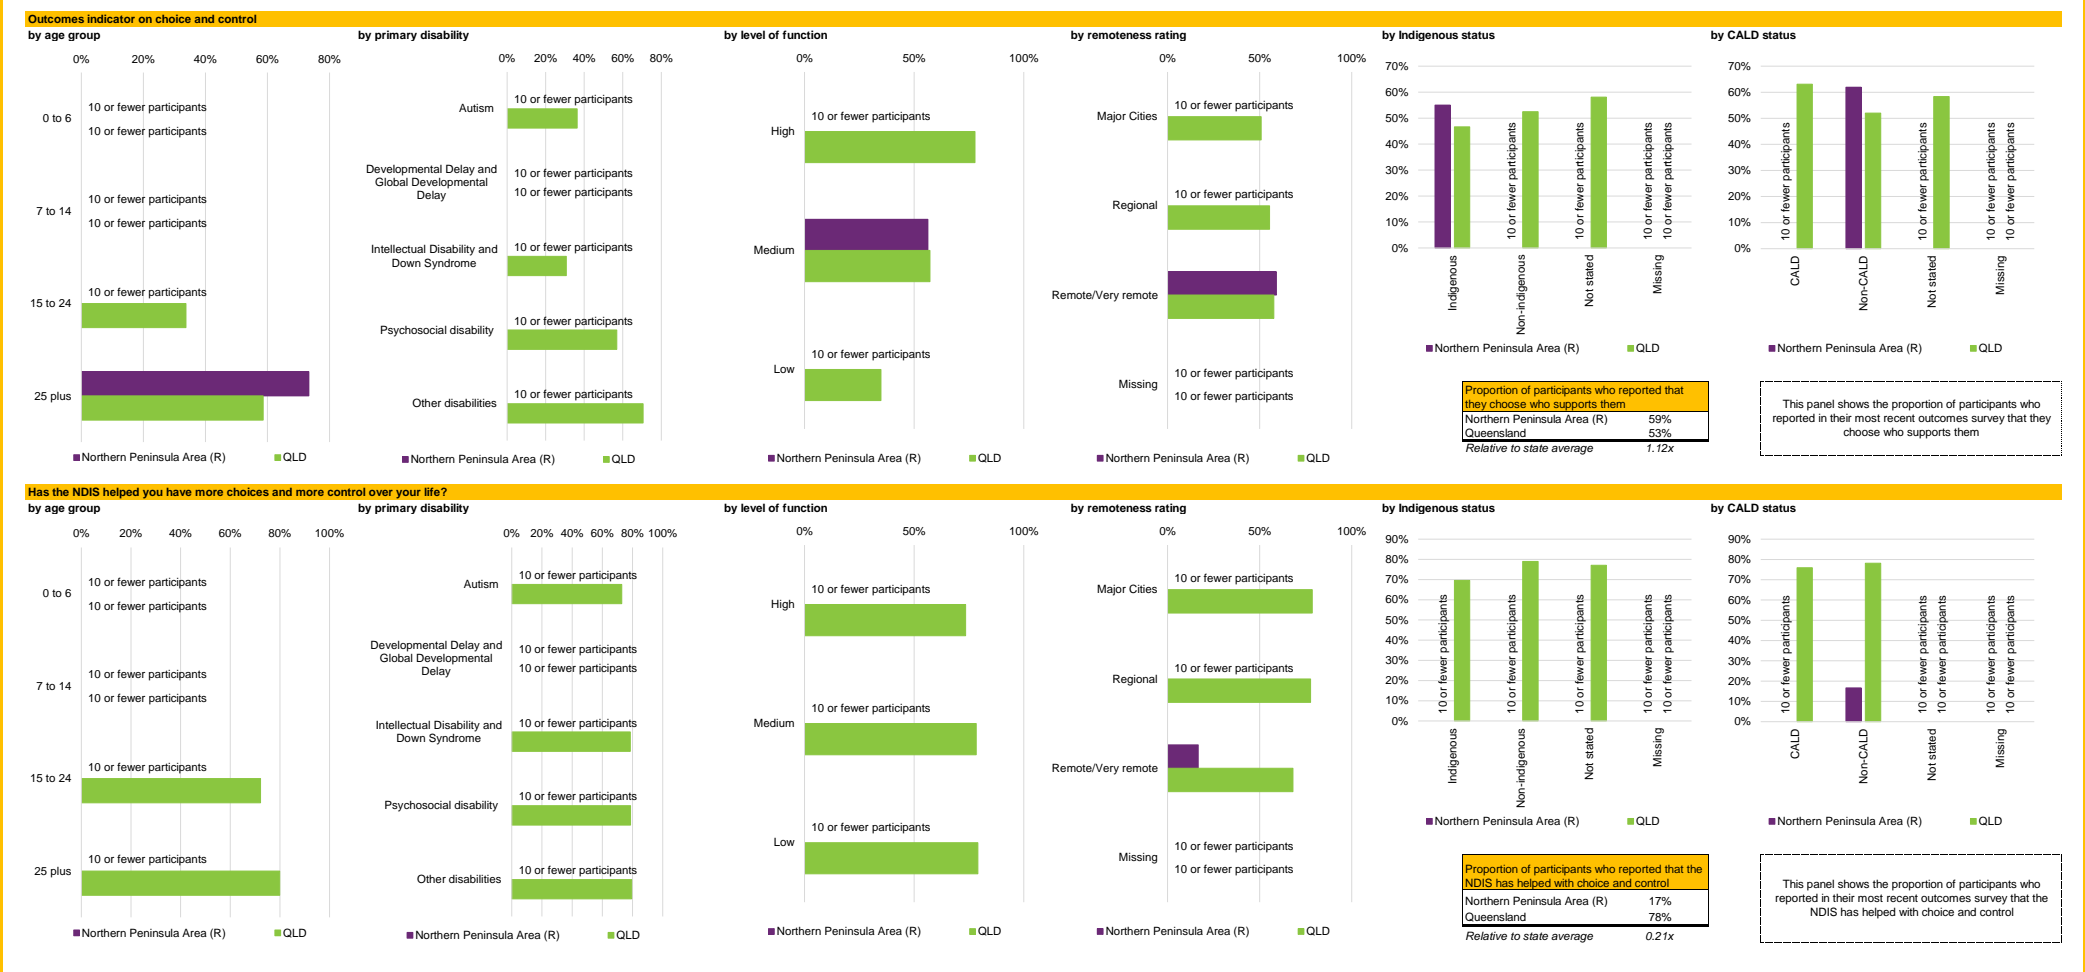 Outcomes indicator on choice and control
by age group
0% 20% 40% 60% 80%
0 to 6
10 or fewer participants
10 or fewer participants
7 to 14
10 or fewer participants
10 or fewer participants
15 to 24
10 or fewer participants
25 plus
Northern Peninsula Area (R) QLD
by primary disability
0% 20% 40% 60% 80%
Autism
10 or fewer participants
Developmental Delay and
Global Developmental
Delay
10 or fewer participants
10 or fewer participants
Intellectual Disability and
Down Syndrome
10 or fewer participants
Psychosocial disability
10 or fewer participants
Other disabilities
10 or fewer participants
Northern Peninsula Area (R) QLD
by level of function
0% 50% 100%
High
10 or fewer participants
Medium
Low
10 or fewer participants
Northern Peninsula Area (R) QLD
by remoteness rating
0% 50% 100%
Major Cities
10 or fewer participants
Regional
10 or fewer participants
Remote/Very remote
Missing
10 or fewer participants
10 or fewer participants
Northern Peninsula Area (R) QLD
by Indigenous status
70%
60%
50%
40%
30%
20%
10%
0%
10 or fewer participants
10 or fewer participants
10 or fewer participants
10 or fewer participants
Indigenous
Non-indigenous
Not stated
Missing
Northern Peninsula Area (R) QLD
by CALD status
70%
60%
50%
40%
30%
20%
10%
0%
10 or fewer participants
10 or fewer participants
10 or fewer participants
10 or fewer participants
CALD
Non-CALD
Not stated
Missing
Northern Peninsula Area (R) QLD
Proportion of participants who reported that
they choose who supports them
Northern Peninsula Area (R) 59%
Queensland 53%
Relative to state average 1.12x
This panel shows the proportion of participants who
reported in their most recent outcomes survey that they
choose who supports them
Has the NDIS helped you have more choices and more control over your life?
by age group
0% 20% 40% 60% 80% 100%
0 to 6
10 or fewer participants
10 or fewer participants
7 to 14
10 or fewer participants
10 or fewer participants
15 to 24
10 or fewer participants
25 plus
10 or fewer participants
Northern Peninsula Area (R) QLD
by primary disability
0% 20% 40% 60% 80% 100%
Autism
10 or fewer participants
Developmental Delay and
Global Developmental
Delay
10 or fewer participants
10 or fewer participants
Intellectual Disability and
Down Syndrome
10 or fewer participants
Psychosocial disability
10 or fewer participants
Other disabilities
10 or fewer participants
Northern Peninsula Area (R) QLD
by level of function
0% 50% 100%
High
10 or fewer participants
Medium
10 or fewer participants
Low
10 or fewer participants
Northern Peninsula Area (R) QLD
by remoteness rating
0% 50% 100%
Major Cities
10 or fewer participants
Regional
10 or fewer participants
Remote/Very remote
Missing
10 or fewer participants
10 or fewer participants
Northern Peninsula Area (R) QLD
by Indigenous status
90%
80%
70%
60%
50%
40%
30%
20%
10%
0%
10 or fewer participants
10 or fewer participants
10 or fewer participants
10 or fewer participants
10 or fewer participants
Indigenous
Non-indigenous
Not stated
Missing
Northern Peninsula Area (R) QLD
by CALD status
90%
80%
70%
60%
50%
40%
30%
20%
10%
0%
10 or fewer participants
10 or fewer participants
10 or fewer participants
10 or fewer participants
10 or fewer participants
CALD
Non-CALD
Not stated
Missing
Northern Peninsula Area (R) QLD
Proportion of participants who reported that the
NDIS has helped with choice and control
Northern Peninsula Area (R) 17%
Queensland 78%
Relative to state average 0.21x
This panel shows the proportion of participants who
reported in their most recent outcomes survey that the
NDIS has helped with choice and control